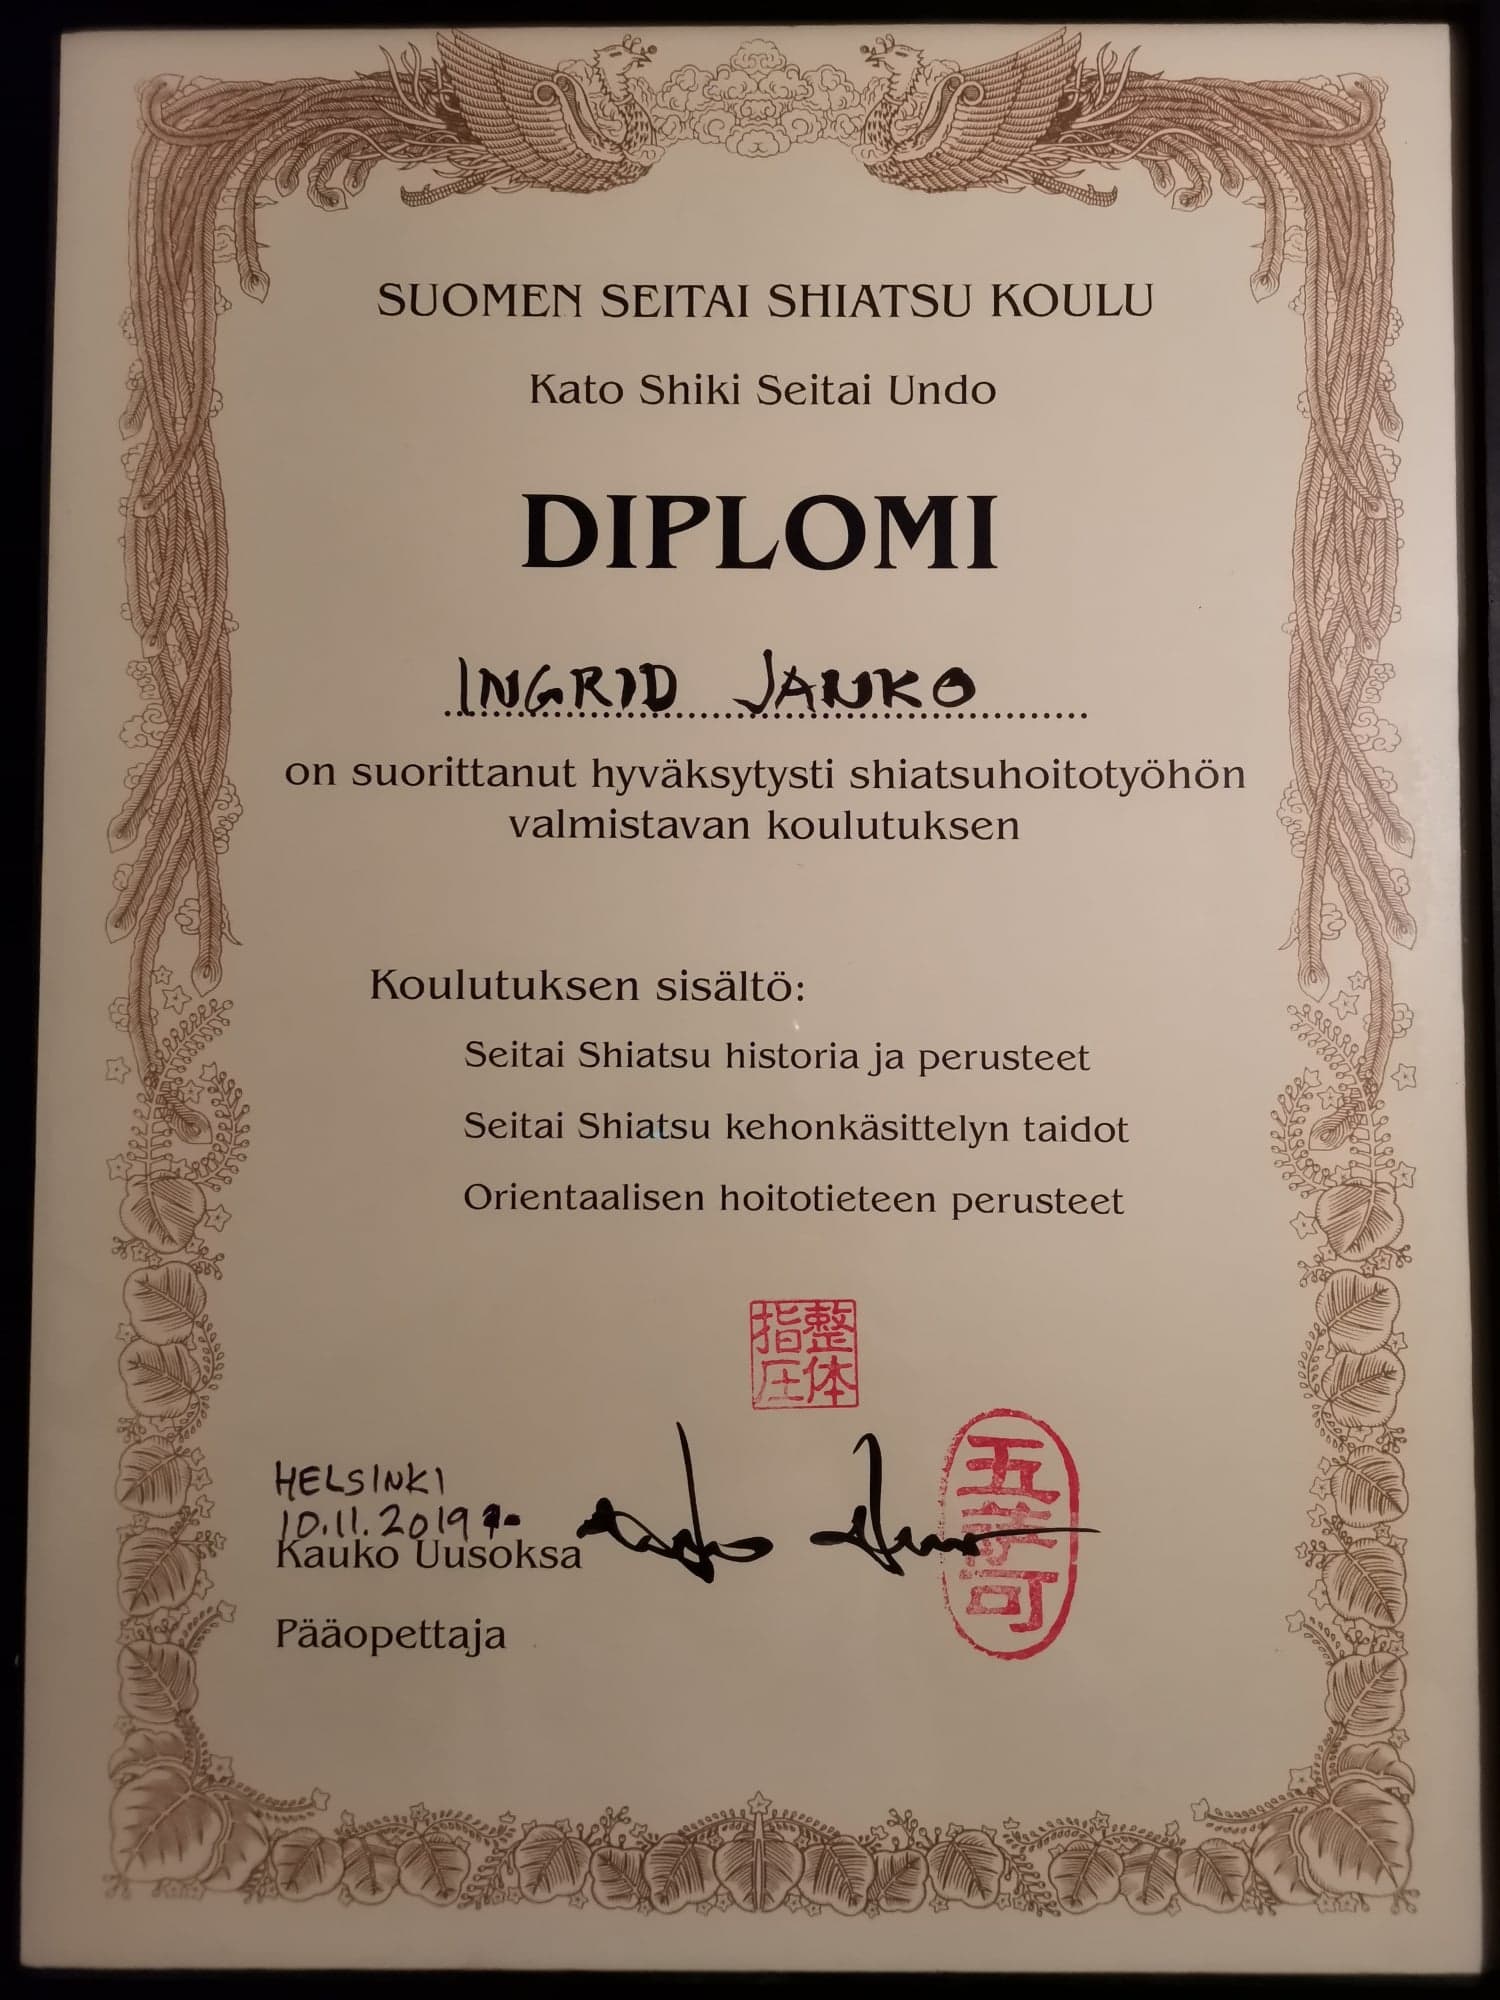 SUOMEN SEITAI SHIATSU KOULU
Kato Shiki Seitai Undo
DIPLOMI
INGRID JANKO
on suorittanut hyväksytysti shiatsuhoitotyöhön
valmistavan koulutuksen
Koulutuksen sisältö:
Seitai Shiatsu historia ja perusteet
Seitai Shiatsu kehonkäsittelyn taidot
Orientaalisen hoitotieteen perusteet
整体
指圧
HELSINKI
10.11.2019
Kauko Uusoksa
Pääopettaja